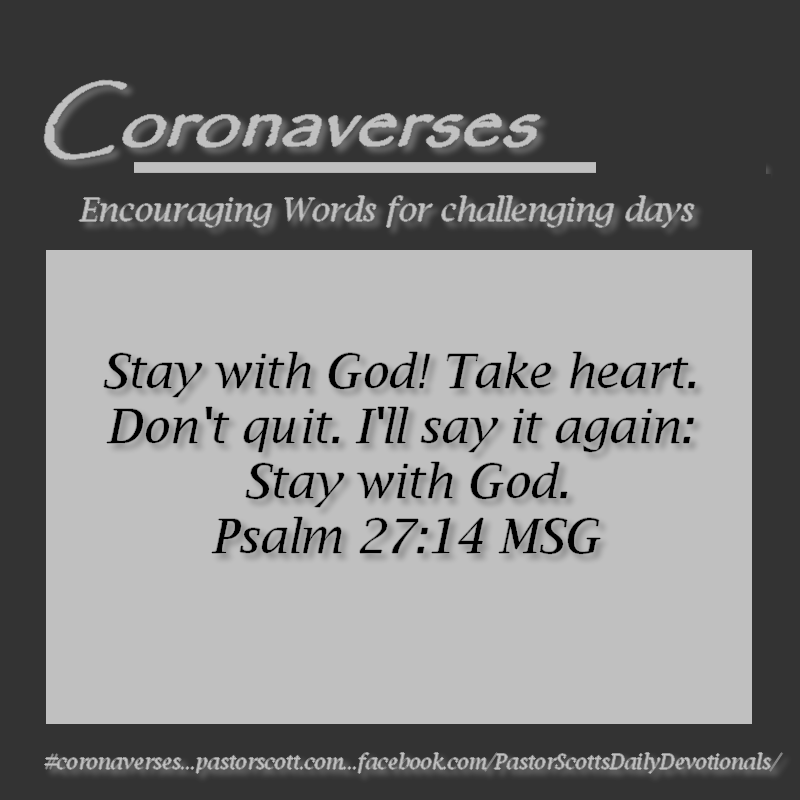 Coronaverses
Encouraging Words for challenging days
Stay with God! Take heart.
Don't quit. I'll say it again:
Stay with God.
Psalm 27:14 MSG
#coronaverses...pastorscott.com...facebook.com/PastorScottsDailyDevotionals/